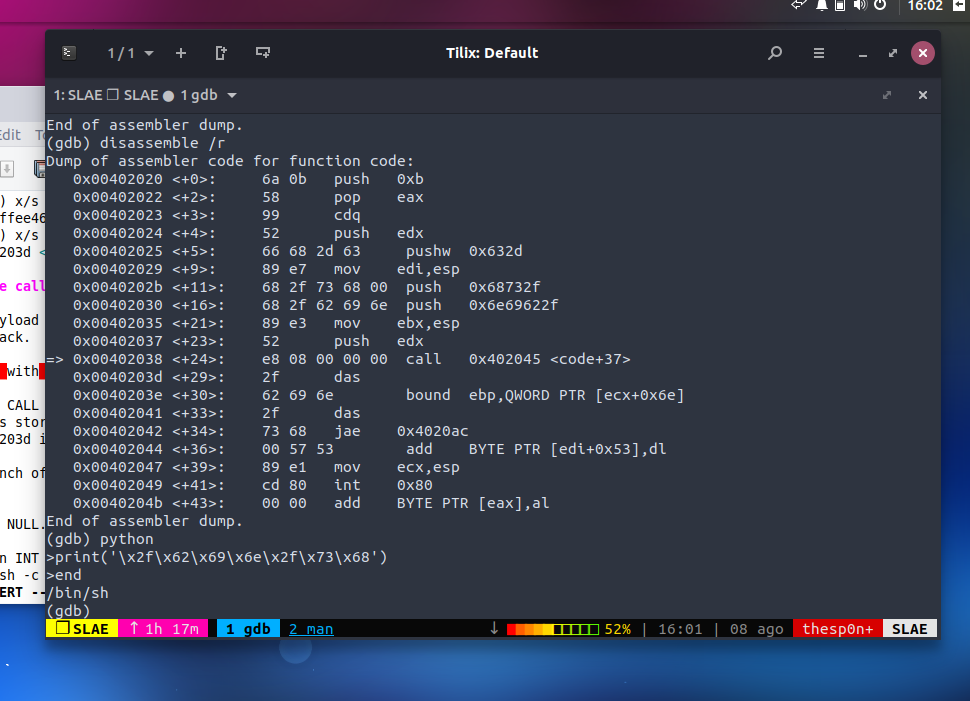 16:02
1 / 1
Tilix: Default
1: SLAE ❐ SLAE ● 1 gdb
Edit
End of assembler dump.
(gdb) disassemble /r
Dump of assembler code for function code:
0x00402020 <+0>: 6a 0b push 0xb
0x00402022 <+2>: 58 pop eax
0x00402023 <+3>: 99 cdq
0x00402024 <+4>: 52 push edx
0x00402025 <+5>: 66 68 2d 63 pushw 0x632d
0x00402029 <+9>: 89 e7 mov edi,esp
0x0040202b <+11>: 68 2f 73 68 00 push 0x68732f
0x00402030 <+16>: 68 2f 62 69 6e push 0x6e69622f
0x00402035 <+21>: 89 e3 mov ebx,esp
0x00402037 <+23>: 52 push edx
=> 0x00402038 <+24>: e8 08 00 00 00 call 0x402045 <code+37>
0x0040203d <+29>: 2f das
0x0040203e <+30>: 62 69 6e bound ebp,QWORD PTR [ecx+0x6e]
0x00402041 <+33>: 2f das
0x00402042 <+34>: 73 68 jae 0x4020ac
0x00402044 <+36>: 00 57 53 add BYTE PTR [edi+0x53],dl
0x00402047 <+39>: 89 e1 mov ecx,esp
0x00402049 <+41>: cd 80 int 0x80
0x0040204b <+43>: 00 00 add BYTE PTR [eax],al
End of assembler dump.
(gdb) python
>print('\x2f\x62\x69\x6e\x2f\x73\x68')
>end
/bin/sh
(gdb)
❐ SLAE ↑ 1h 17m 1 gdb 2 man ↓ 52% | 16:01 | 08 ago thesp0n+ SLAE
) x/s
ffee46
) x/s
203d <
e call
yload
ack.
with
CALL
s stor
203d i
nch of
NULL.
n INT
sh -c
ERT --